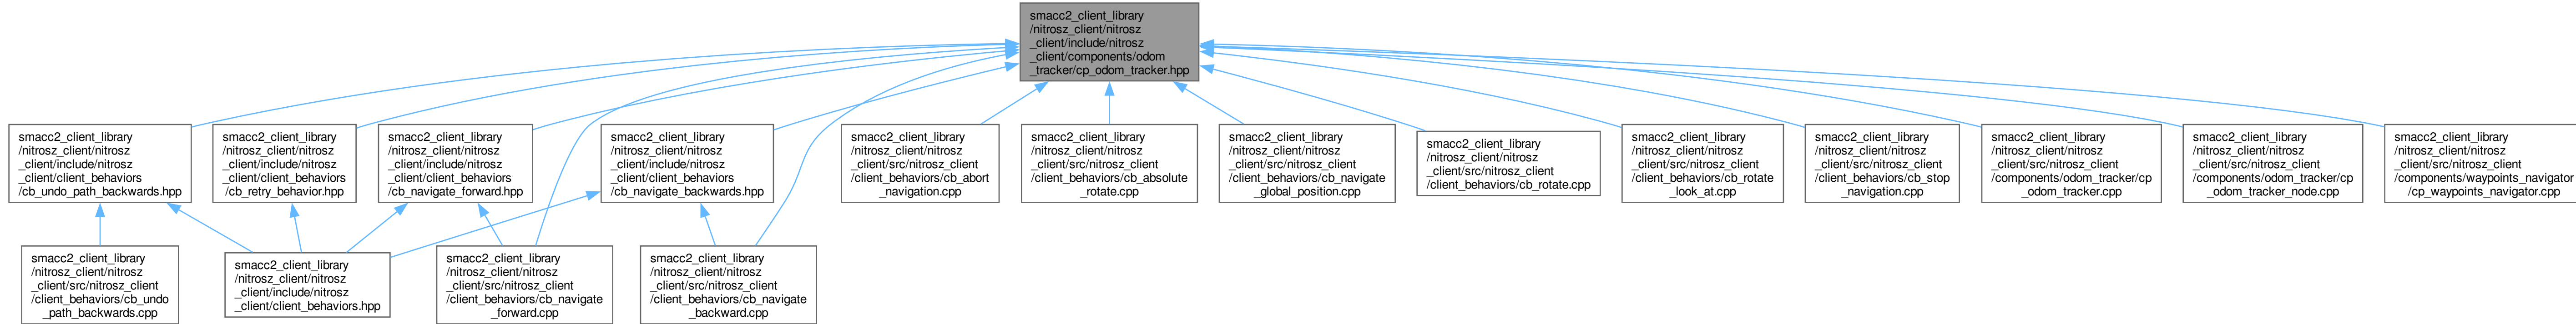 smacc2_client_library
/nitrosz_client/nitrosz
_client/include/nitrosz
_client/components/odom
_tracker/cp_odom_tracker.hpp
smacc2_client_library
/nitrosz_client/nitrosz
_client/include/nitrosz
_client/client_behaviors
/cb_undo_path_backwards.hpp
smacc2_client_library
/nitrosz_client/nitrosz
_client/include/nitrosz
_client/client_behaviors
/cb_retry_behavior.hpp
smacc2_client_library
/nitrosz_client/nitrosz
_client/include/nitrosz
_client/client_behaviors
/cb_navigate_forward.hpp
smacc2_client_library
/nitrosz_client/nitrosz
_client/include/nitrosz
_client/client_behaviors
/cb_navigate_backwards.hpp
smacc2_client_library
/nitrosz_client/nitrosz
_client/src/nitrosz_client
/client_behaviors/cb_abort
_navigation.cpp
smacc2_client_library
/nitrosz_client/nitrosz
_client/src/nitrosz_client
/client_behaviors/cb_absolute
_rotate.cpp
smacc2_client_library
/nitrosz_client/nitrosz
_client/src/nitrosz_client
/client_behaviors/cb_navigate
_global_position.cpp
smacc2_client_library
/nitrosz_client/nitrosz
_client/src/nitrosz_client
/client_behaviors/cb_rotate.cpp
smacc2_client_library
/nitrosz_client/nitrosz
_client/src/nitrosz_client
/client_behaviors/cb_rotate
_look_at.cpp
smacc2_client_library
/nitrosz_client/nitrosz
_client/src/nitrosz_client
/client_behaviors/cb_stop
_navigation.cpp
smacc2_client_library
/nitrosz_client/nitrosz
_client/src/nitrosz_client
/components/odom_tracker/cp
_odom_tracker.cpp
smacc2_client_library
/nitrosz_client/nitrosz
_client/src/nitrosz_client
/components/odom_tracker/cp
_odom_tracker_node.cpp
smacc2_client_library
/nitrosz_client/nitrosz
_client/src/nitrosz_client
/components/waypoints_navigator
/cp_waypoints_navigator.cpp
smacc2_client_library
/nitrosz_client/nitrosz
_client/src/nitrosz_client
/client_behaviors/cb_undo
_path_backwards.cpp
smacc2_client_library
/nitrosz_client/nitrosz
_client/include/nitrosz
_client/client_behaviors.hpp
smacc2_client_library
/nitrosz_client/nitrosz
_client/src/nitrosz_client
/client_behaviors/cb_navigate
_forward.cpp
smacc2_client_library
/nitrosz_client/nitrosz
_client/src/nitrosz_client
/client_behaviors/cb_navigate
_backward.cpp